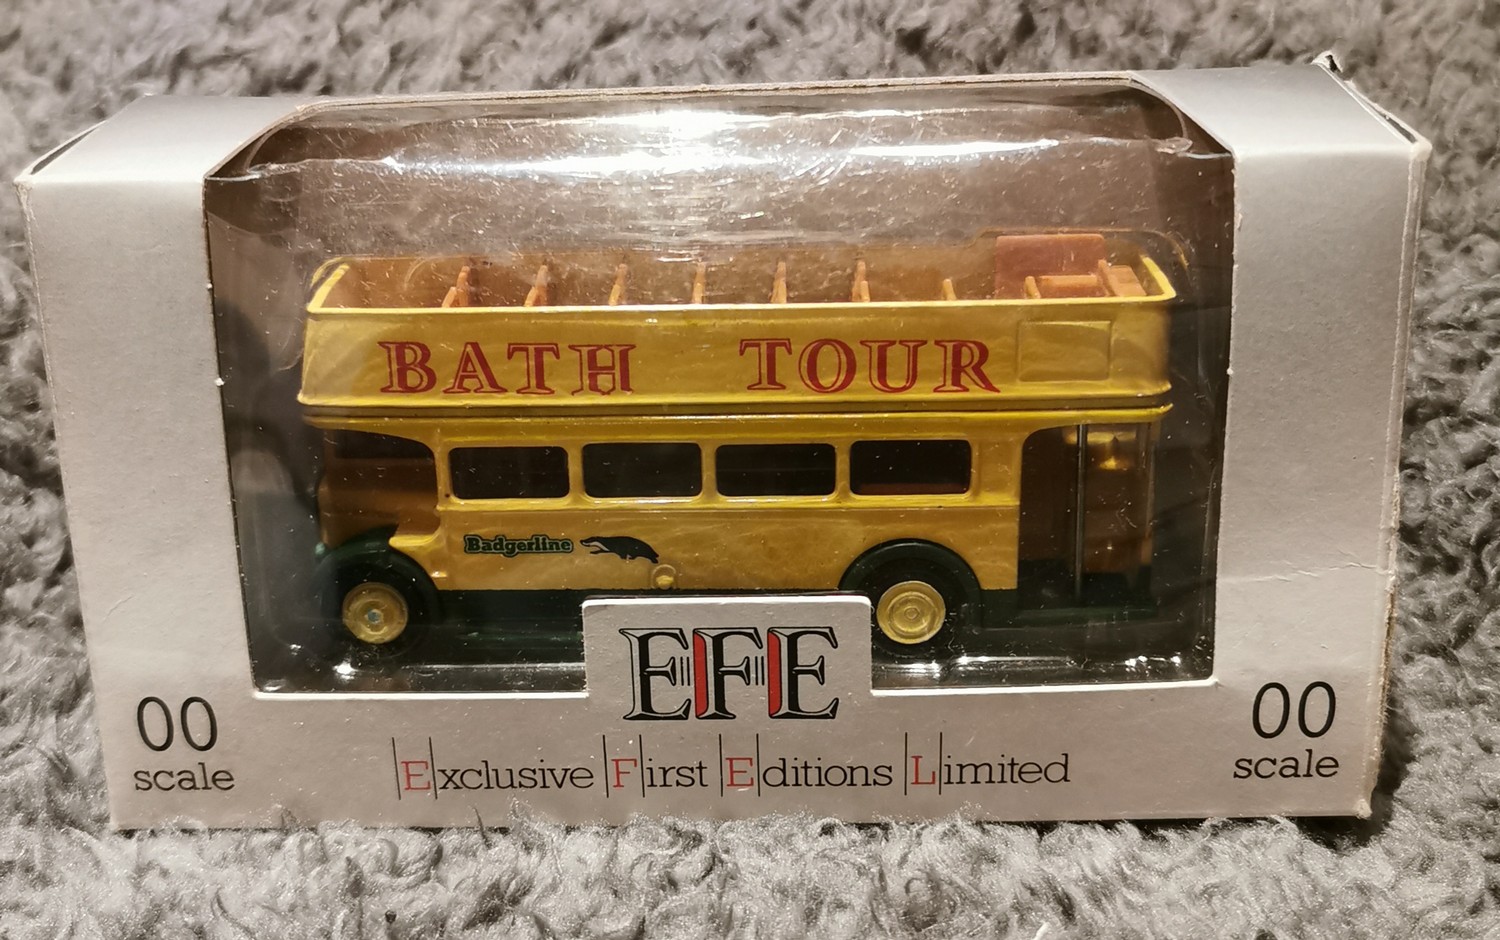 BATH TOUR
Badgerline
EFE
00 scale
Exclusive First Editions Limited
00 scale